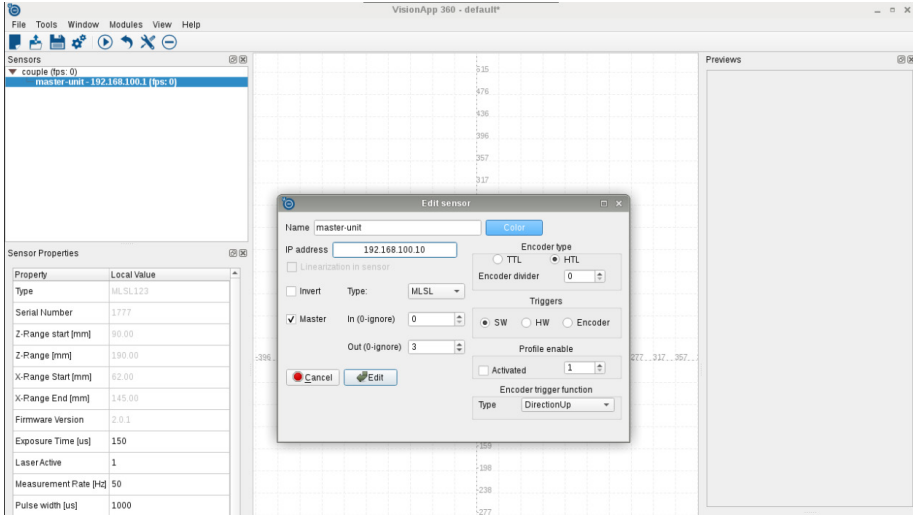 VisionApp 360 - default*
File Tools Window Modules View Help
Sensors
couple (fps: 0)
master-unit - 192.168.100.1 (fps: 0)
Sensor Properties
Property Local Value
Type MLSL123
Serial Number 1777
Z-Range start [mm] 90.00
Z-Range [mm] 190.00
X-Range Start [mm] 62.00
X-Range End [mm] 145.00
Firmware Version 2.0.1
Exposure Time [us] 150
Laser Active 1
Measurement Rate [Hz] 50
Pulse width [us] 1000
515
476
436
396
357
317
Edit sensor
Name master-unit Color
IP address 192.168.100.10
Linearization in sensor
Invert Type: MLSL
Master In (0-ignore) 0
Out (0-ignore) 3
Cancel Edit
Encoder type
TTL HTL
Encoder divider 0
Triggers
SW HW Encoder
Profile enable
Activated 1
Encoder trigger function
Type DirectionUp
-396
277 317 357
-159
-198
-238
-277
Previews